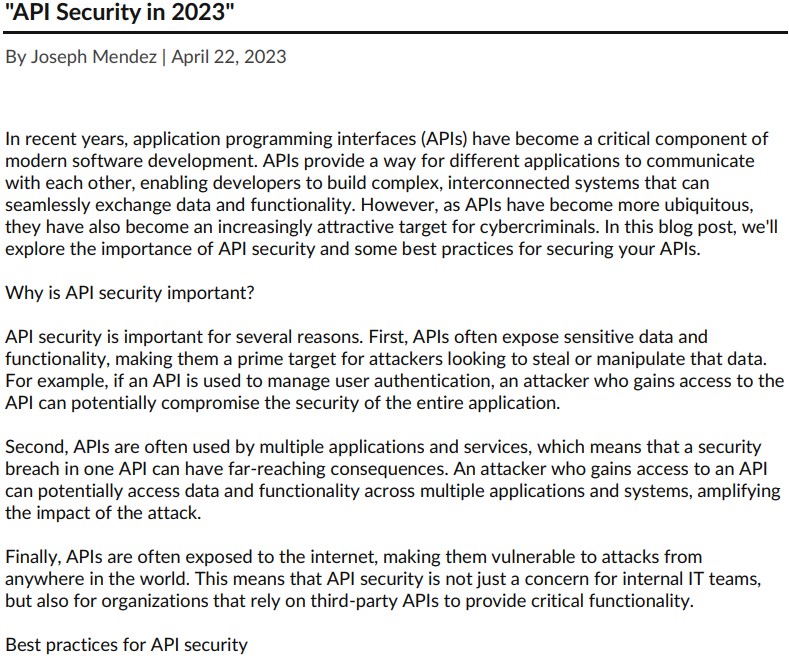 "API Security in 2023"
By Joseph Mendez | April 22, 2023
In recent years, application programming interfaces (APIs) have become a critical component of
modern software development. APIs provide a way for different applications to communicate
with each other, enabling developers to build complex, interconnected systems that can
seamlessly exchange data and functionality. However, as APIs have become more ubiquitous,
they have also become an increasingly attractive target for cybercriminals. In this blog post, we'll
explore the importance of API security and some best practices for securing your APIs.
Why is API security important?
API security is important for several reasons. First, APIs often expose sensitive data and
functionality, making them a prime target for attackers looking to steal or manipulate that data.
For example, if an API is used to manage user authentication, an attacker who gains access to the
API can potentially compromise the security of the entire application.
Second, APIs are often used by multiple applications and services, which means that a security
breach in one API can have far-reaching consequences. An attacker who gains access to an API
can potentially access data and functionality across multiple applications and systems, amplifying
the impact of the attack.
Finally, APIs are often exposed to the internet, making them vulnerable to attacks from
anywhere in the world. This means that API security is not just a concern for internal IT teams,
but also for organizations that rely on third-party APIs to provide critical functionality.
Best practices for API security